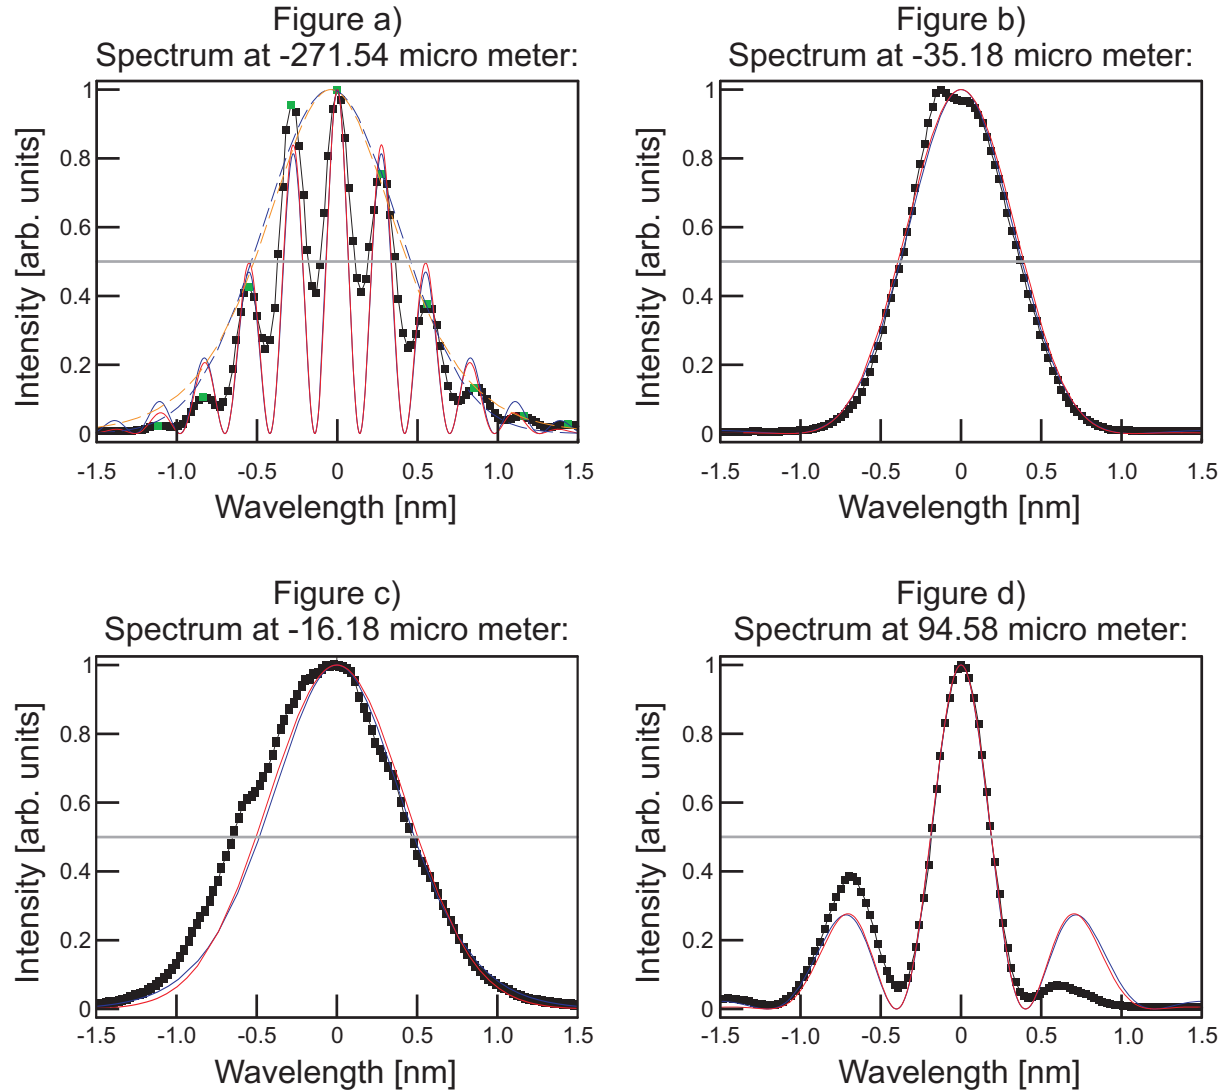 Figure a)
Spectrum at -271.54 micro meter:
Intensity [arb. units]
1
0.8
0.6
0.4
0.2
0
-1.5 -1.0 -0.5 0 0.5 1.0 1.5
Wavelength [nm]
Figure b)
Spectrum at -35.18 micro meter:
Intensity [arb. units]
1
0.8
0.6
0.4
0.2
0
-1.5 -1.0 -0.5 0 0.5 1.0 1.5
Wavelength [nm]
Figure c)
Spectrum at -16.18 micro meter:
Intensity [arb. units]
1
0.8
0.6
0.4
0.2
0
-1.5 -1.0 -0.5 0 0.5 1.0 1.5
Wavelength [nm]
Figure d)
Spectrum at 94.58 micro meter:
Intensity [arb. units]
1
0.8
0.6
0.4
0.2
0
-1.5 -1.0 -0.5 0 0.5 1.0 1.5
Wavelength [nm]